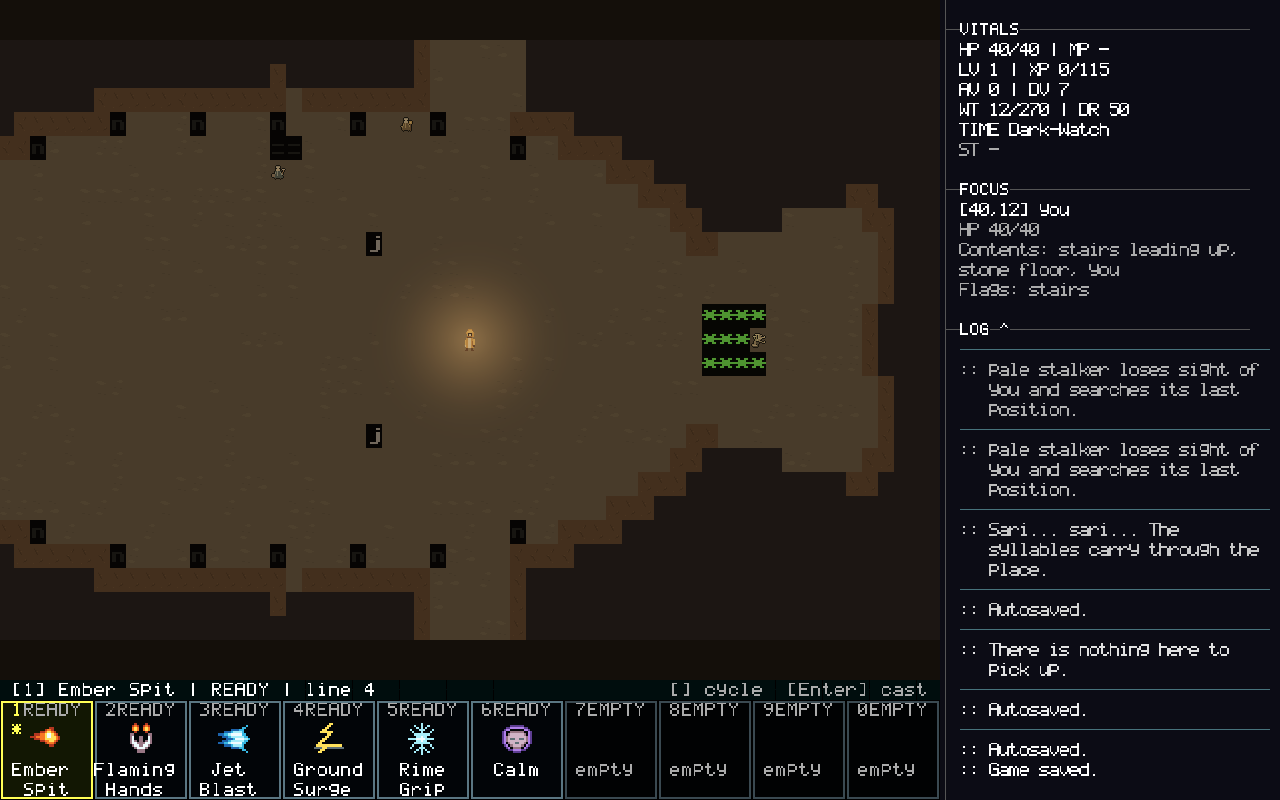 VITALS
HP 40/40 | MP -
LV 1 | XP 0/115
AV 0 | DV 7
WT 12/270 | DR 50
TIME Dark-Watch
ST -
FOCUS
[40,12] You
HP 40/40
Contents: stairs leading up,
stone floor, You
Flags: stairs
LOG ^
:: Pale stalker loses sight of
You and searches its last
Position.
:: Pale stalker loses sight of
You and searches its last
Position.
:: Sari... sari... The
syllables carry through the
Place.
:: Autosaved.
:: There is nothing here to
Pick up.
:: Autosaved.
:: Autosaved.
:: Game saved.
n n n n n
n == n
j
j
n n
n n n n n
[1] Ember Spit | READY | line 4 [] cycle [Enter] cast
1READY 2READY 3READY 4READY 5READY 6READY 7EMPTY 8EMPTY 9EMPTY 0EMPTY
*
Ember Flaming Jet Ground Rime Calm empty empty empty empty
Spit Hands Blast Surge Grip